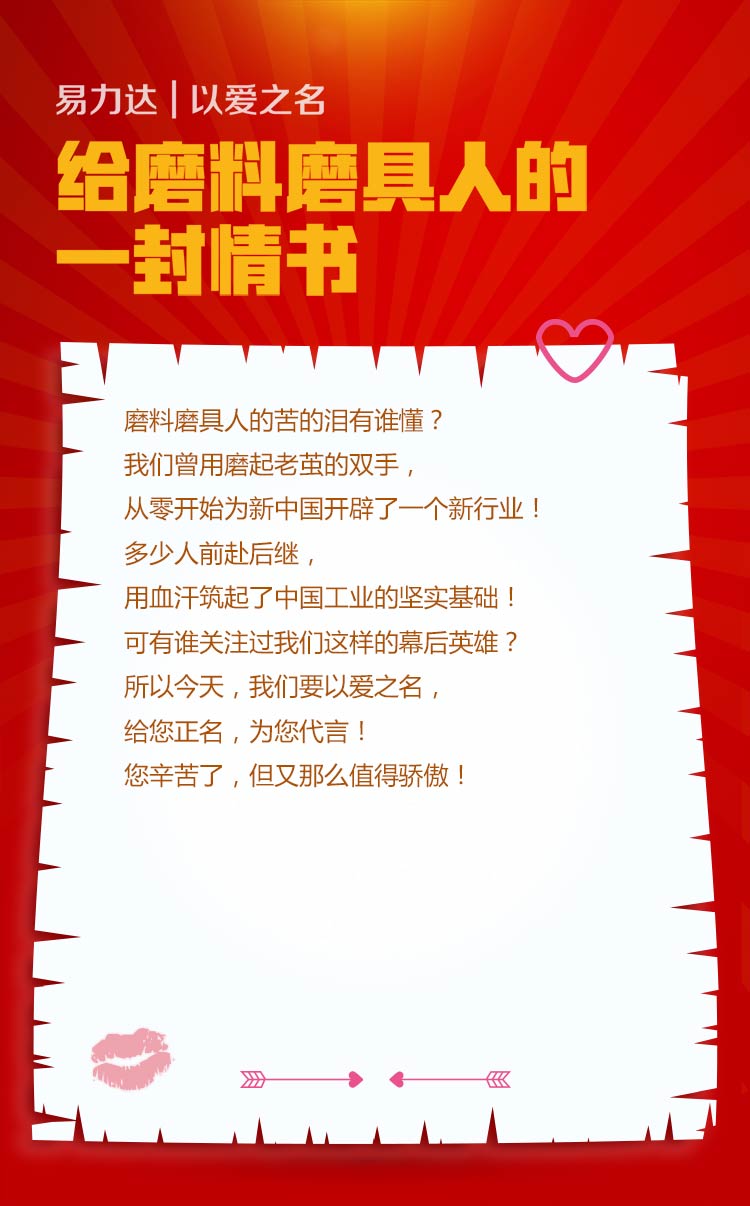 易力达｜以爱之名
给磨料磨具人的
一封情书
磨料磨具人的苦的泪有谁懂？
我们曾用磨起老茧的双手，
从零开始为新中国开辟了一个新行业！
多少人前赴后继，
用血汗筑起了中国工业的坚实基础！
可有谁关注过我们这样的幕后英雄？
所以今天，我们要以爱之名，
给您正名，为您代言！
您辛苦了，但又那么值得骄傲！